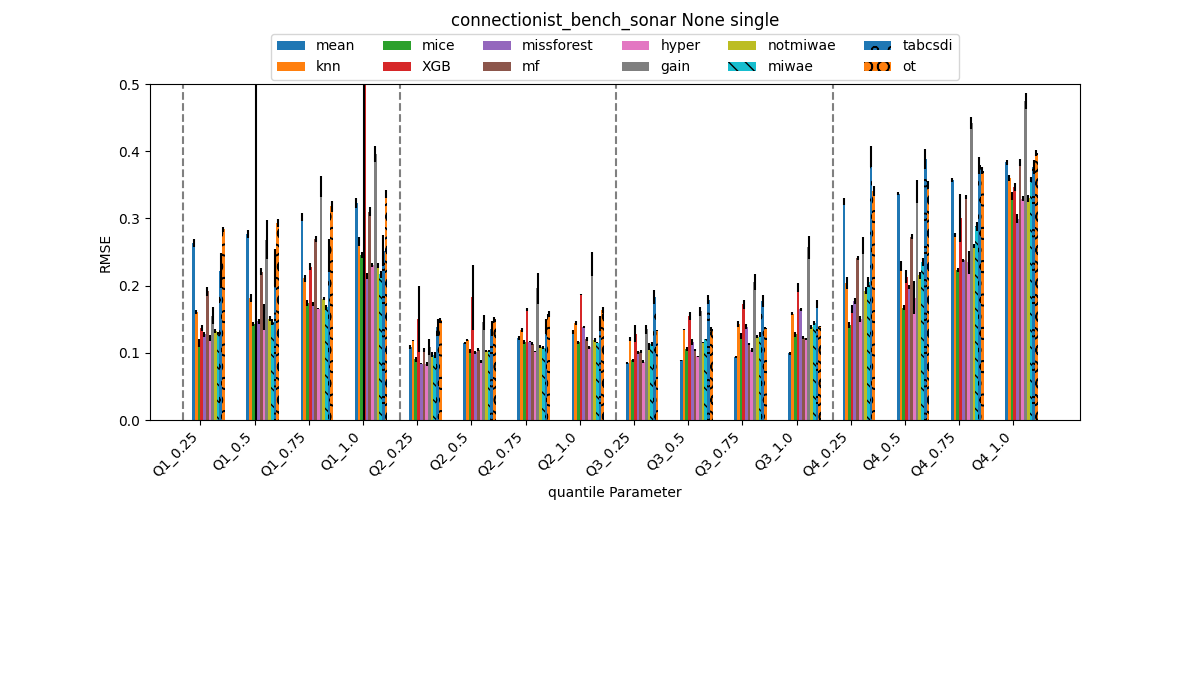 connectionist_bench_sonar None single
mean mice missforest hyper notmiwae tabcsdi
knn XGB mf gain miwae ot
0.5
0.4
0.3
0.2
0.1
0.0
RMSE
Q1_0.25 Q1_0.5 Q1_0.75 Q1_1.0 Q2_0.25 Q2_0.5 Q2_0.75 Q2_1.0 Q3_0.25 Q3_0.5 Q3_0.75 Q3_1.0 Q4_0.25 Q4_0.5 Q4_0.75 Q4_1.0
quantile Parameter